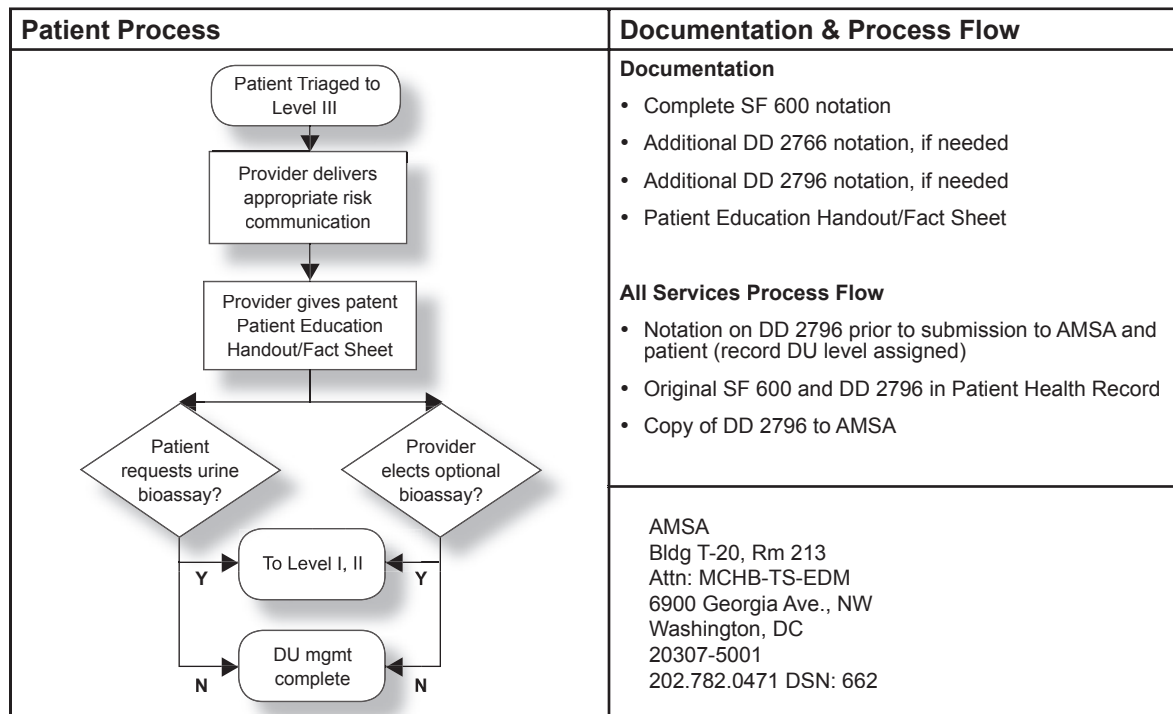 Patient Process
Patient Triaged to
Level III
Provider delivers
appropriate risk
communication
Provider gives patent
Patient Education
Handout/Fact Sheet
Patient
requests urine
bioassay?
Provider
elects optional
bioassay?
To Level I, II
Y
Y
DU mgmt
complete
N
N
Documentation & Process Flow
Documentation
• Complete SF 600 notation
• Additional DD 2766 notation, if needed
• Additional DD 2796 notation, if needed
• Patient Education Handout/Fact Sheet
All Services Process Flow
• Notation on DD 2796 prior to submission to AMSA and
patient (record DU level assigned)
• Original SF 600 and DD 2796 in Patient Health Record
• Copy of DD 2796 to AMSA
AMSA
Bldg T-20, Rm 213
Attn: MCHB-TS-EDM
6900 Georgia Ave., NW
Washington, DC
20307-5001
202.782.0471 DSN: 662